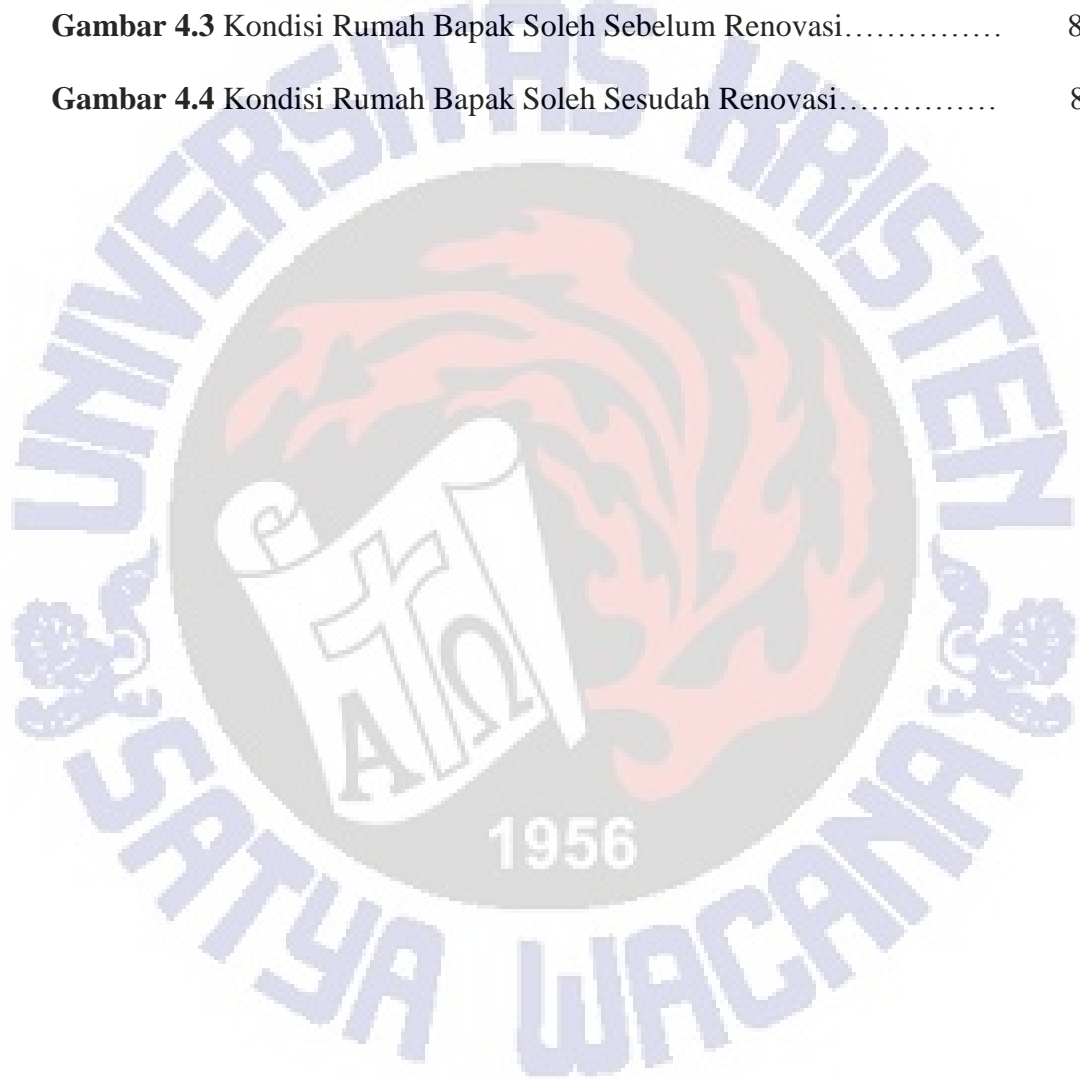 Gambar 4.3 Kondisi Rumah Bapak Soleh Sebelum Renovasi…………… 8
Gambar 4.4 Kondisi Rumah Bapak Soleh Sesudah Renovasi…………… 8
UNIVERSITAS KRISTEN
SATYA WACANA
Α Ω
1956